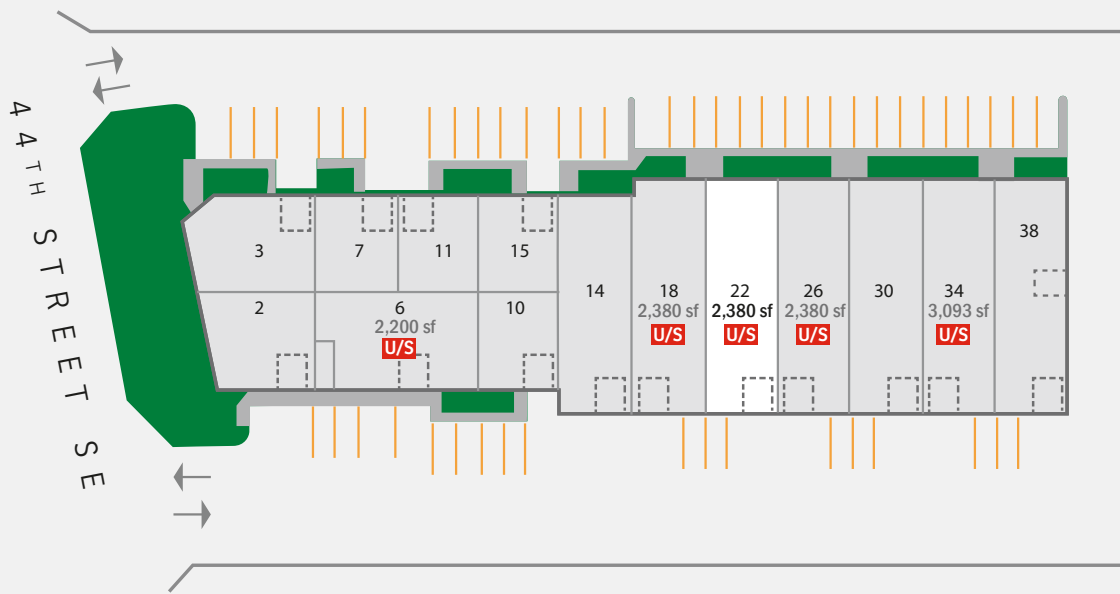 44TH STREET SE
3
7
11
15
2
6
2,200 sf
U/S
10
14
18
2,380 sf
U/S
22
2,380 sf
U/S
26
2,380 sf
U/S
30
34
3,093 sf
U/S
38